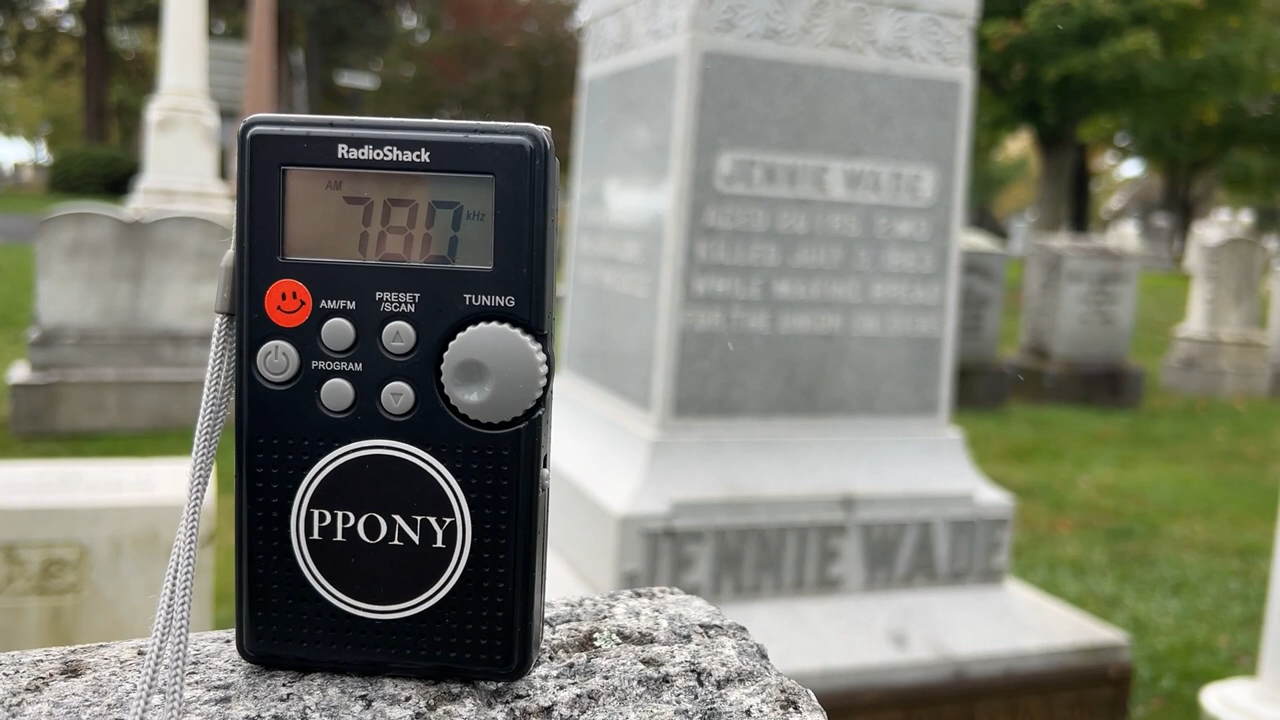 RadioShack
AM
780 kHz
AM/FM
PRESET
/SCAN
TUNING
PROGRAM
PPONY
JENNIE WADE
AGED 20 YRS. 2 MO.
KILLED JULY 3, 1863.
WHILE MAKING BREAD
FOR THE UNION SOLDIERS
JENNIE WADE